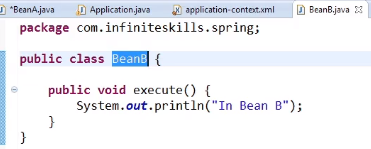 *BeanA.java Application.java application-context.xml BeanB.java
package com.infiniteskills.spring;
public class BeanB {
public void execute() {
System.out.println("In Bean B");
}
}